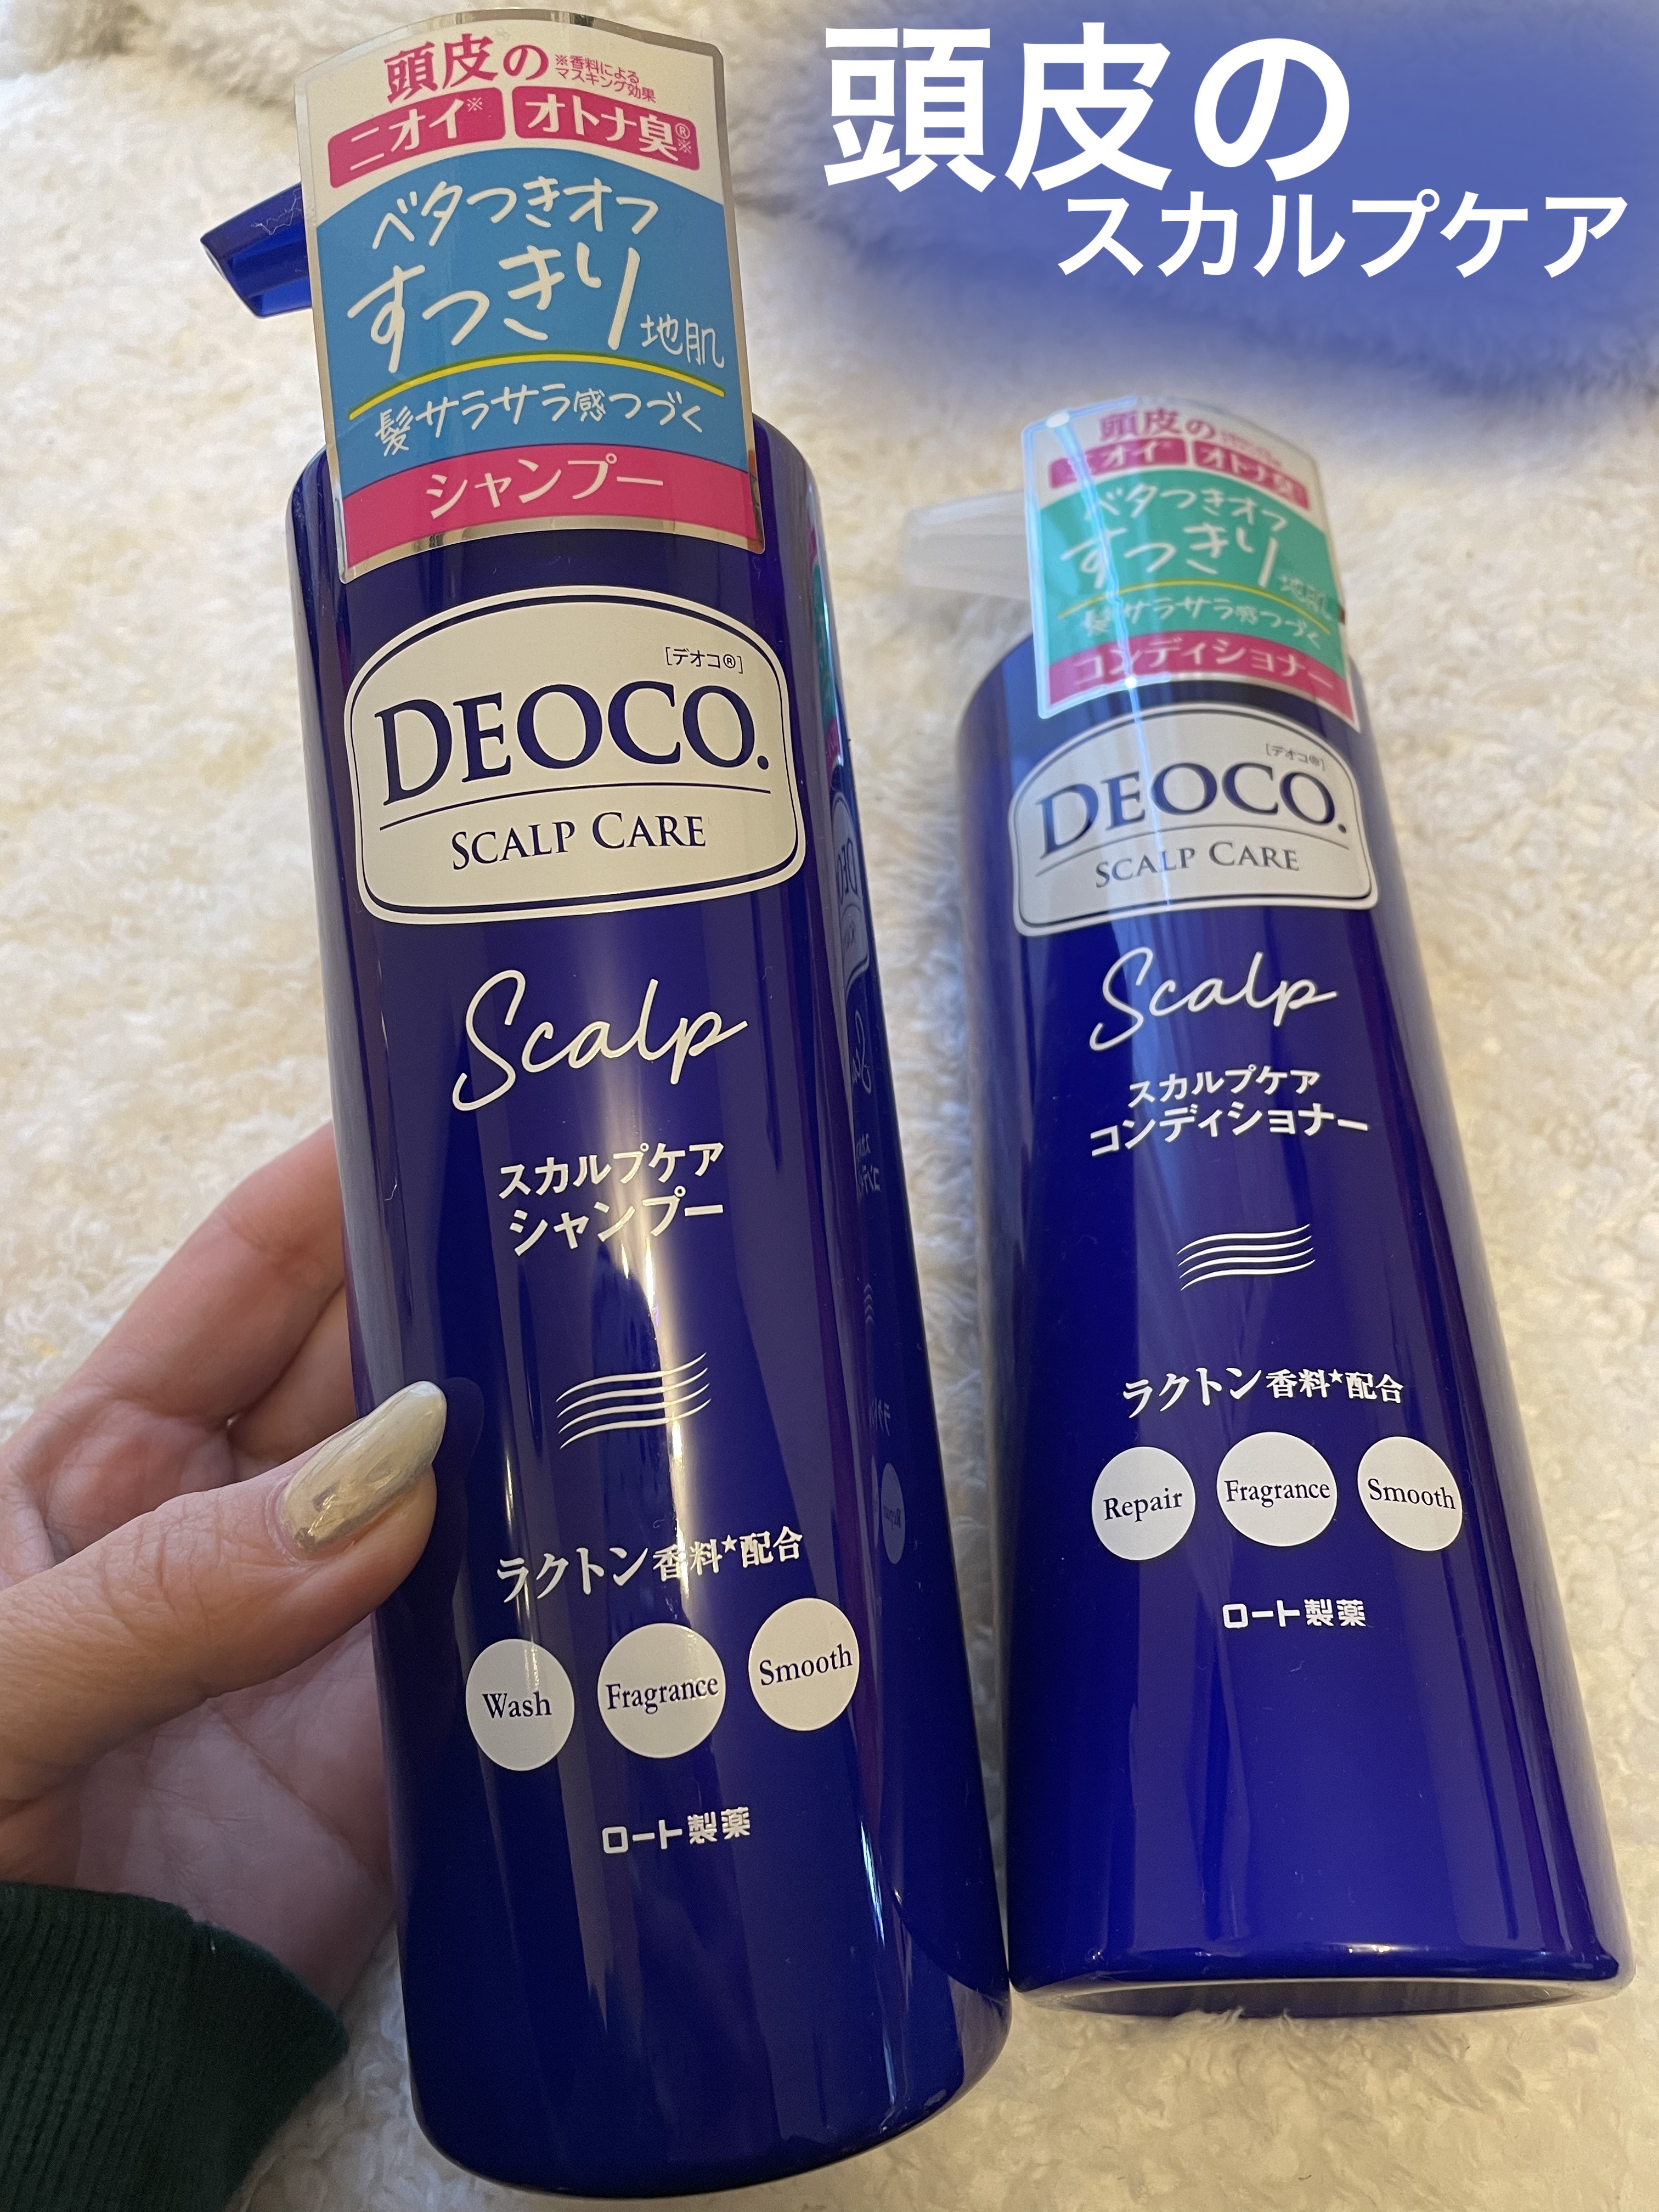 頭皮の
スカルプケア
頭皮の
※香料による
マスキング効果
ニオイ※ オトナ臭®※
ベタつきオフ
すっきり地肌
髪サラサラ感つづく
シャンプー
[デオコ®]
DEOCO.
SCALP CARE
Scalp
スカルプケア
シャンプー
ラクトン香料★配合
Wash Fragrance Smooth
ロート製薬
頭皮の
ニオイ※ オトナ臭
ベタつきオフ
すっきり地肌
髪サラサラ感つづく
コンディショナー
[デオコ®]
DEOCO.
SCALP CARE
Scalp
スカルプケア
コンディショナー
ラクトン香料★配合
Repair Fragrance Smooth
ロート製薬